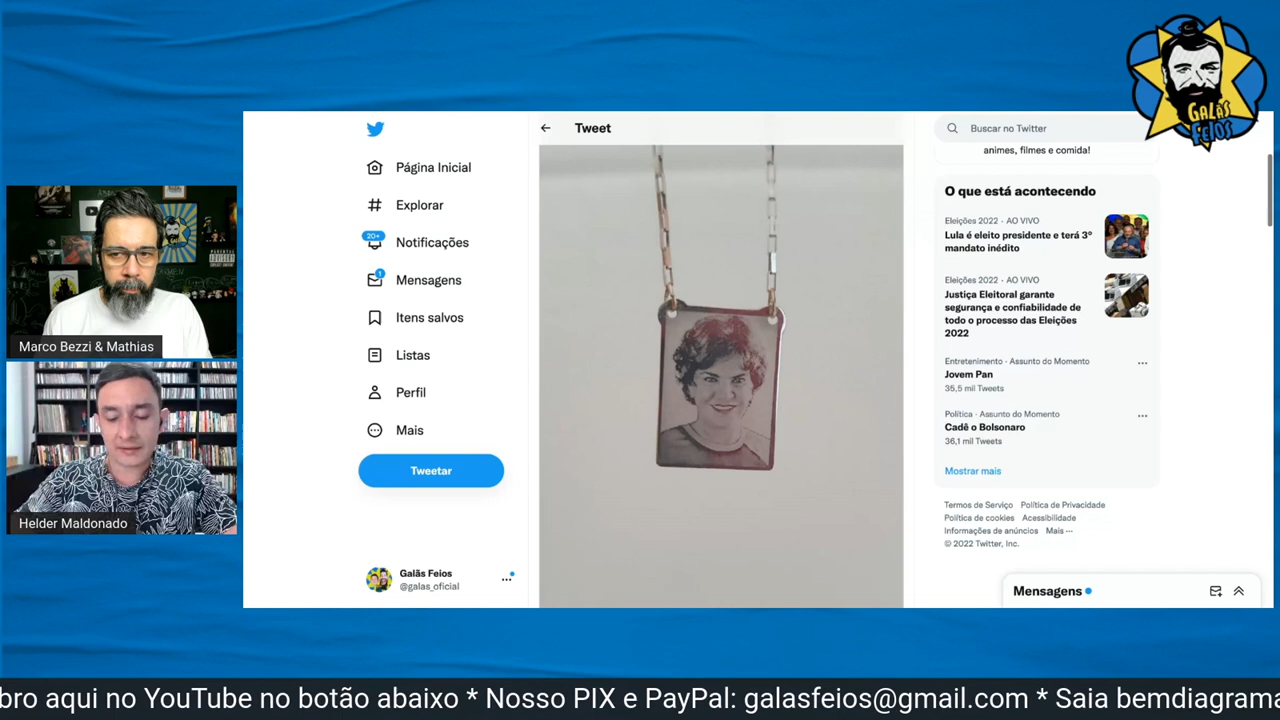 GALÃS
FEIOS
Marco Bezzi & Mathias
Helder Maldonado
Página Inicial
Explorar
20+
Notificações
1
Mensagens
Itens salvos
Listas
Perfil
Mais
Tweetar
Galãs Feios
@galas_oficial
Tweet
Buscar no Twitter
animes, filmes e comida!
O que está acontecendo
Eleições 2022 · AO VIVO
Lula é eleito presidente e terá 3º
mandato inédito
Eleições 2022 · AO VIVO
Justiça Eleitoral garante
segurança e confiabilidade de
todo o processo das Eleições
2022
Entretenimento · Assunto do Momento
Jovem Pan
35,5 mil Tweets
Política · Assunto do Momento
Cadê o Bolsonaro
36,1 mil Tweets
Mostrar mais
Termos de Serviço Política de Privacidade
Política de cookies Acessibilidade
Informações de anúncios Mais ···
© 2022 Twitter, Inc.
Mensagens
bro aqui no YouTube no botão abaixo * Nosso PIX e PayPal: galasfeios@gmail.com * Saia bemdiagrama